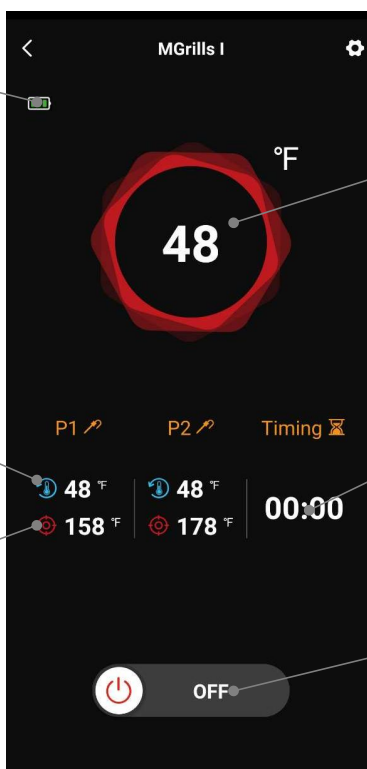 MGrills I
°F
48
P1 P2 Timing
48 °F 48 °F 00:00
158 °F 178 °F
OFF